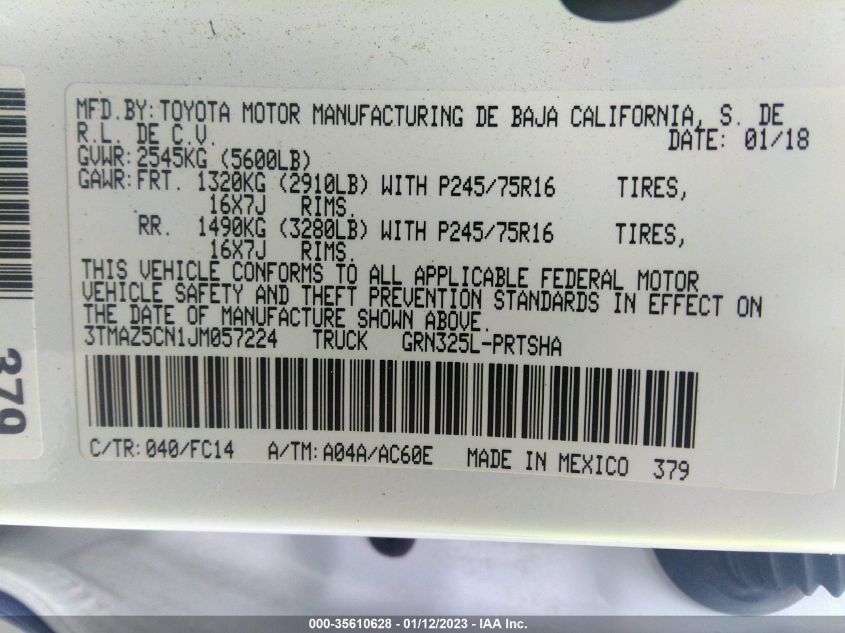 MFD.BY:TOYOTA MOTOR MANUFACTURING DE BAJA CALIFORNIA, S. DE
R.L. DE C.V. DATE: 01/18
GVWR:2545KG (5600LB)
GAWR:FRT. 1320KG (2910LB) WITH P245/75R16 TIRES,
16X7J RIMS.
RR. 1490KG (3280LB) WITH P245/75R16 TIRES,
16X7J RIMS.
THIS VEHICLE CONFORMS TO ALL APPLICABLE FEDERAL MOTOR
VEHICLE SAFETY AND THEFT PREVENTION STANDARDS IN EFFECT ON
THE DATE OF MANUFACTURE SHOWN ABOVE.
3TMAZ5CN1JM057224 TRUCK GRN325L-PRTSHA
C/TR:040/FC14 A/TM:A04A/AC60E MADE IN MEXICO 379
379
000-35610628 - 01/12/2023 - IAA Inc.